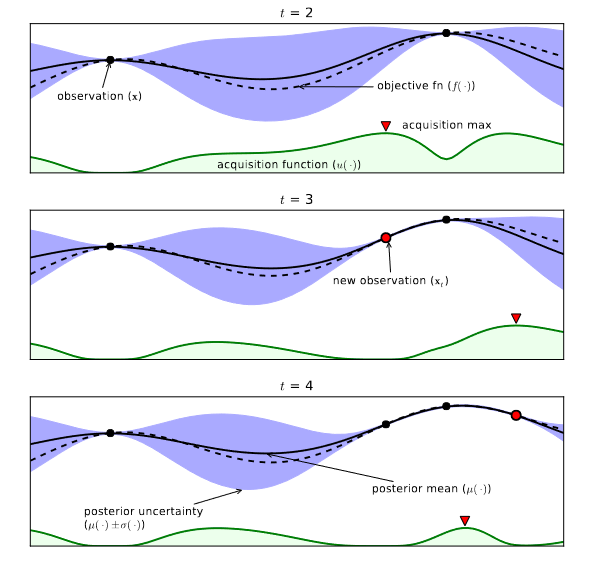 t = 2
observation (x)
objective fn (f(·))
acquisition max
acquisition function (u(·))
t = 3
new observation (xₜ)
t = 4
posterior mean (μ(·))
posterior uncertainty
(μ(·) ±σ(·))